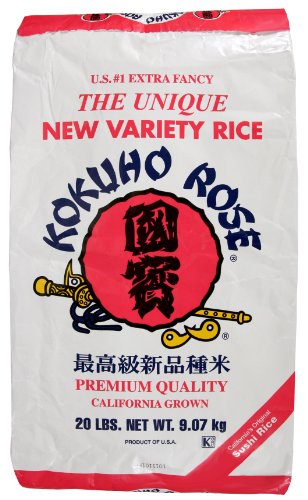 U.S. #1 EXTRA FANCY
THE UNIQUE
NEW VARIETY RICE
KOKUHO ROSE®
國寳
®
最高級新品種米
PREMIUM QUALITY
CALIFORNIA GROWN
20 LBS. NET WT. 9.07 kg
PRODUCT OF U.S.A.
K
California's Original
Sushi Rice